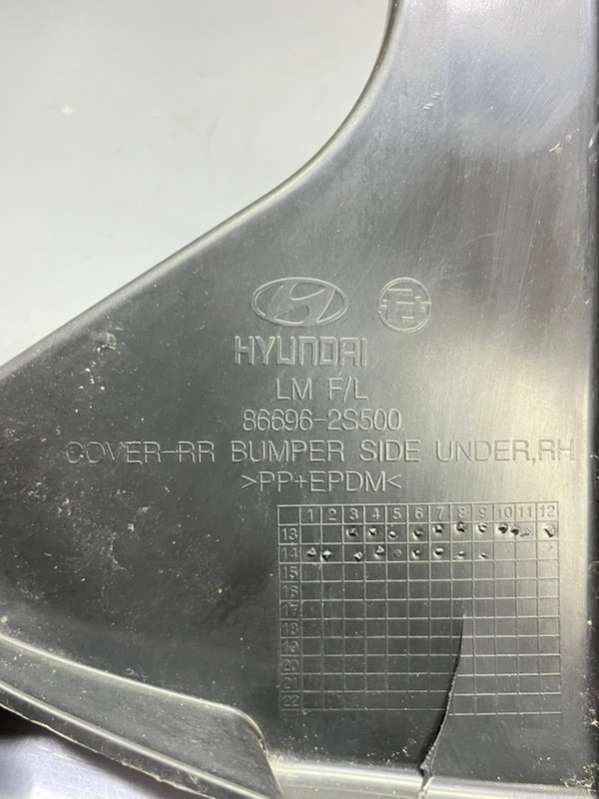 HYUNDAI
LM F/L
86696-2S500
COVER-RR BUMPER SIDE UNDER,RH
>PP+EPDM<
1 2 3 4 5 6 7 8 9 10 11 12
13
14
15
16
17
18
19
20
21
22